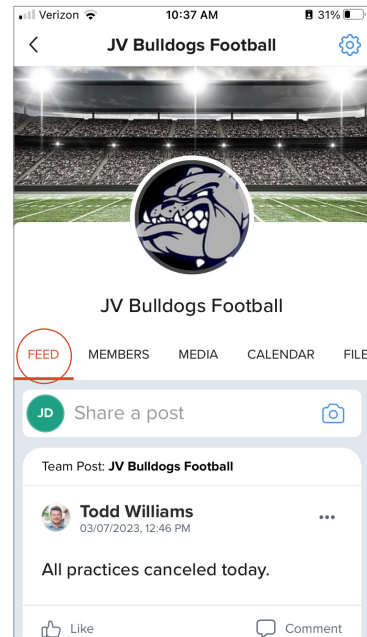 Verizon 10:37 AM 31%
JV Bulldogs Football
JV Bulldogs Football
FEED MEMBERS MEDIA CALENDAR FILE
JD Share a post
Team Post: JV Bulldogs Football
Todd Williams
03/07/2023, 12:46 PM
All practices canceled today.
Like Comment